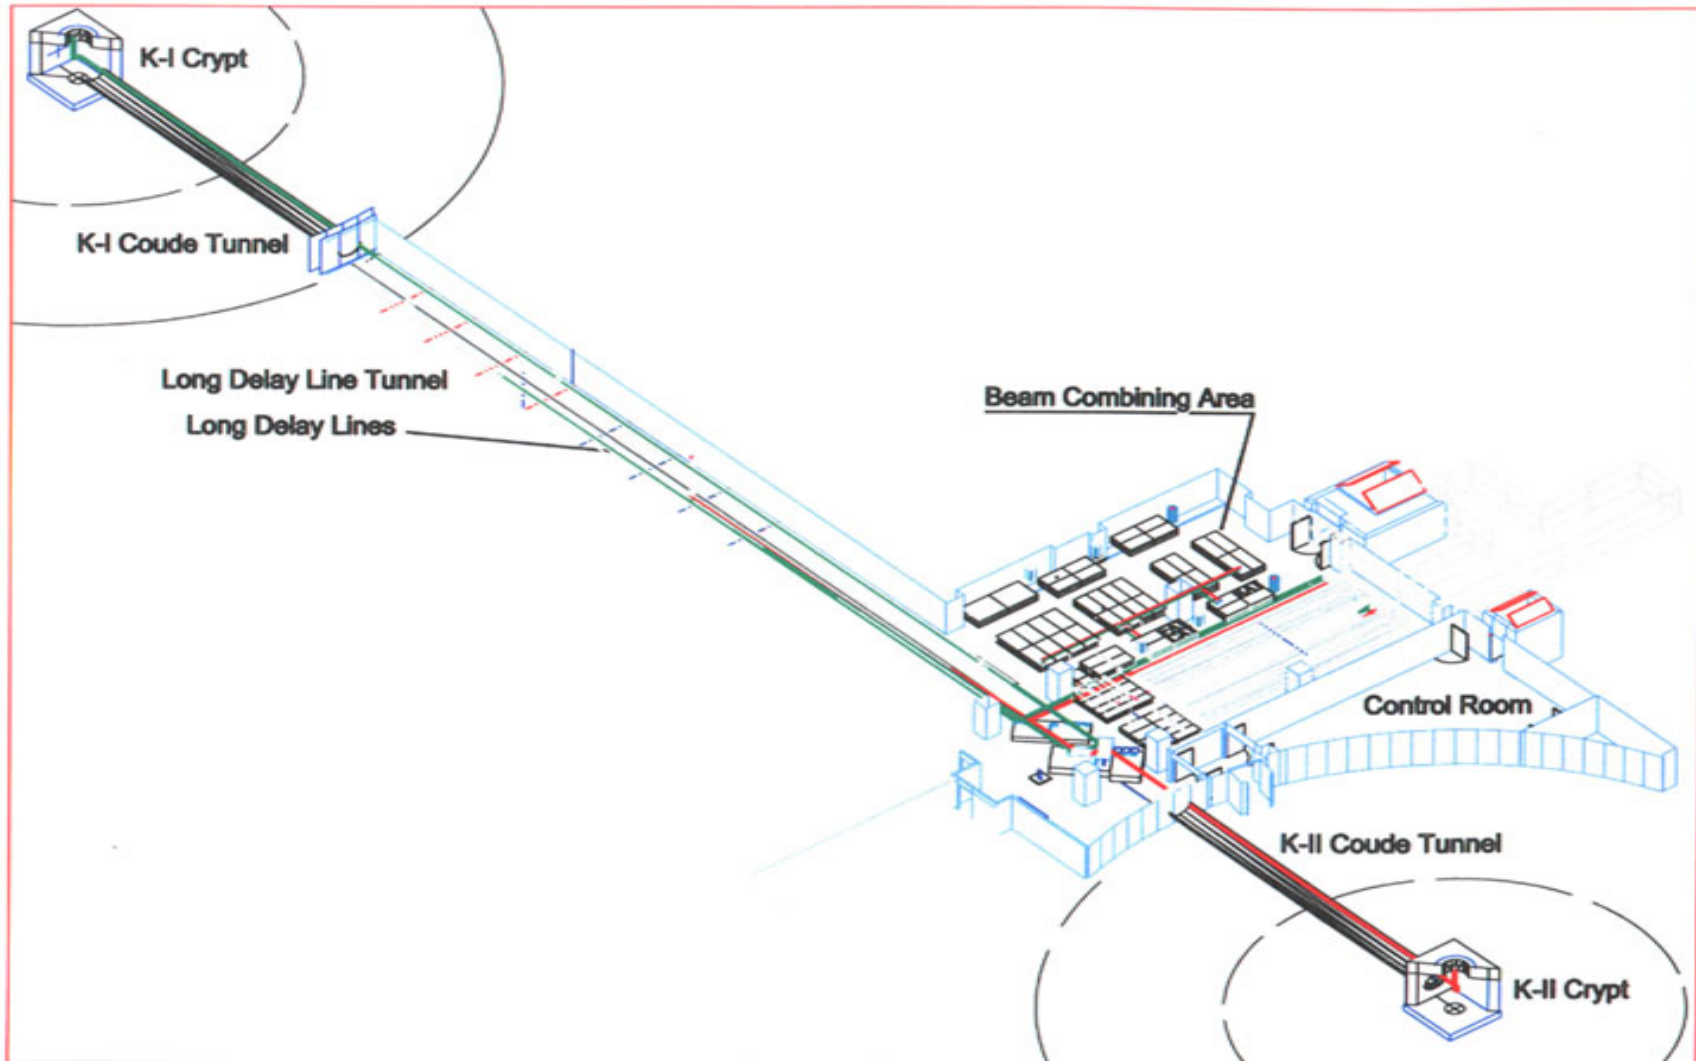 K-I Crypt
K-I Coude Tunnel
Long Delay Line Tunnel
Long Delay Lines
Beam Combining Area
Control Room
K-II Coude Tunnel
K-II Crypt